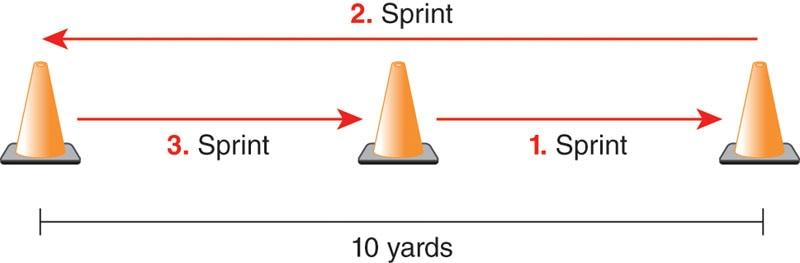 2. Sprint
3. Sprint
1. Sprint
10 yards